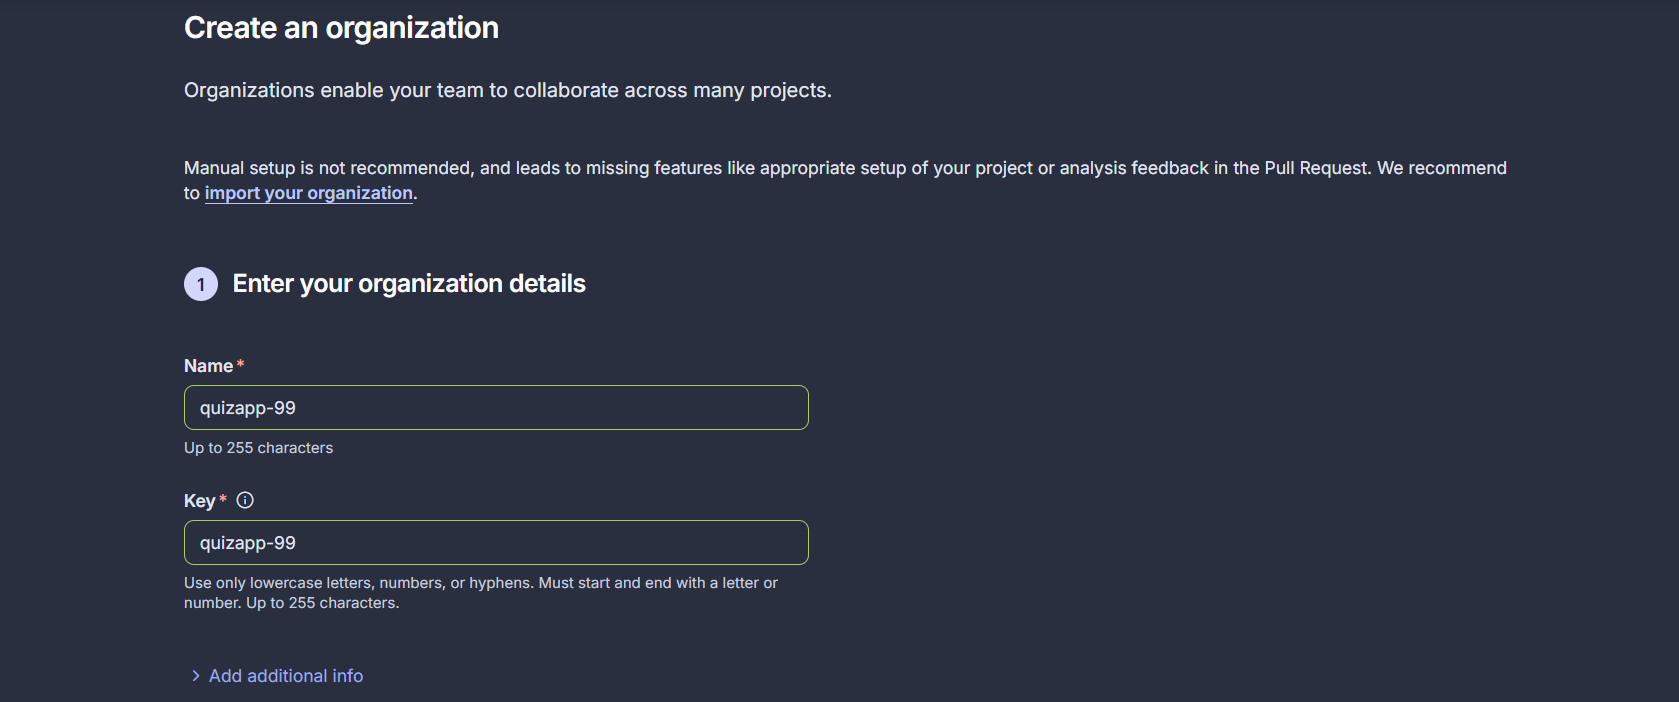 Create an organization
Organizations enable your team to collaborate across many projects.
Manual setup is not recommended, and leads to missing features like appropriate setup of your project or analysis feedback in the Pull Request. We recommend
to import your organization.
1 Enter your organization details
Name*
quizapp-99
Up to 255 characters
Key*
quizapp-99
Use only lowercase letters, numbers, or hyphens. Must start and end with a letter or
number. Up to 255 characters.
Add additional info